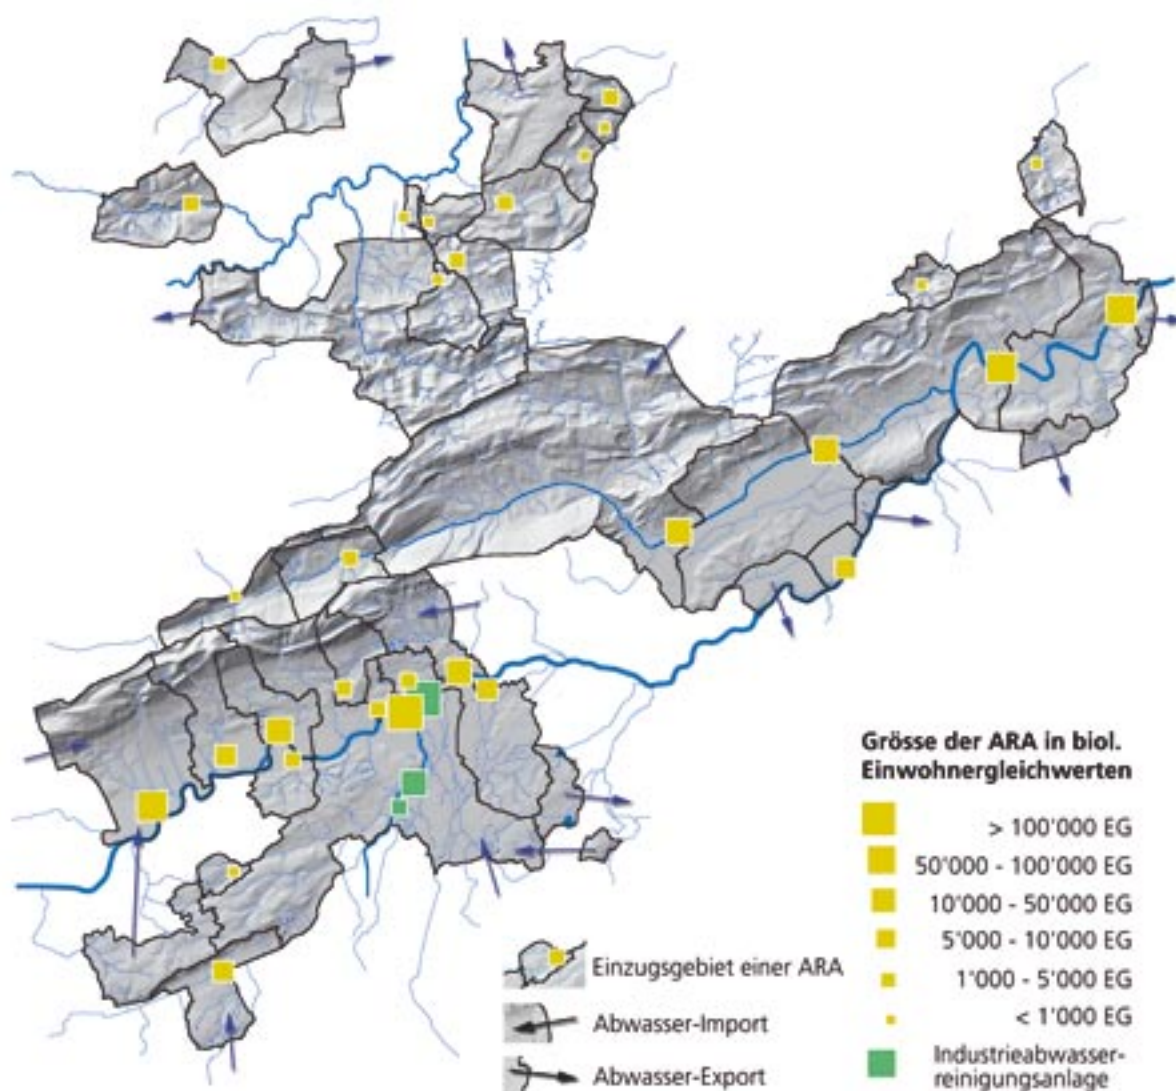 Grösse der ARA in biol.
Einwohnergleichwerten
> 100'000 EG
50'000 - 100'000 EG
10'000 - 50'000 EG
5'000 - 10'000 EG
1'000 - 5'000 EG
< 1'000 EG
Industrieabwasser-
reinigungsanlage
Einzugsgebiet einer ARA
Abwasser-Import
Abwasser-Export